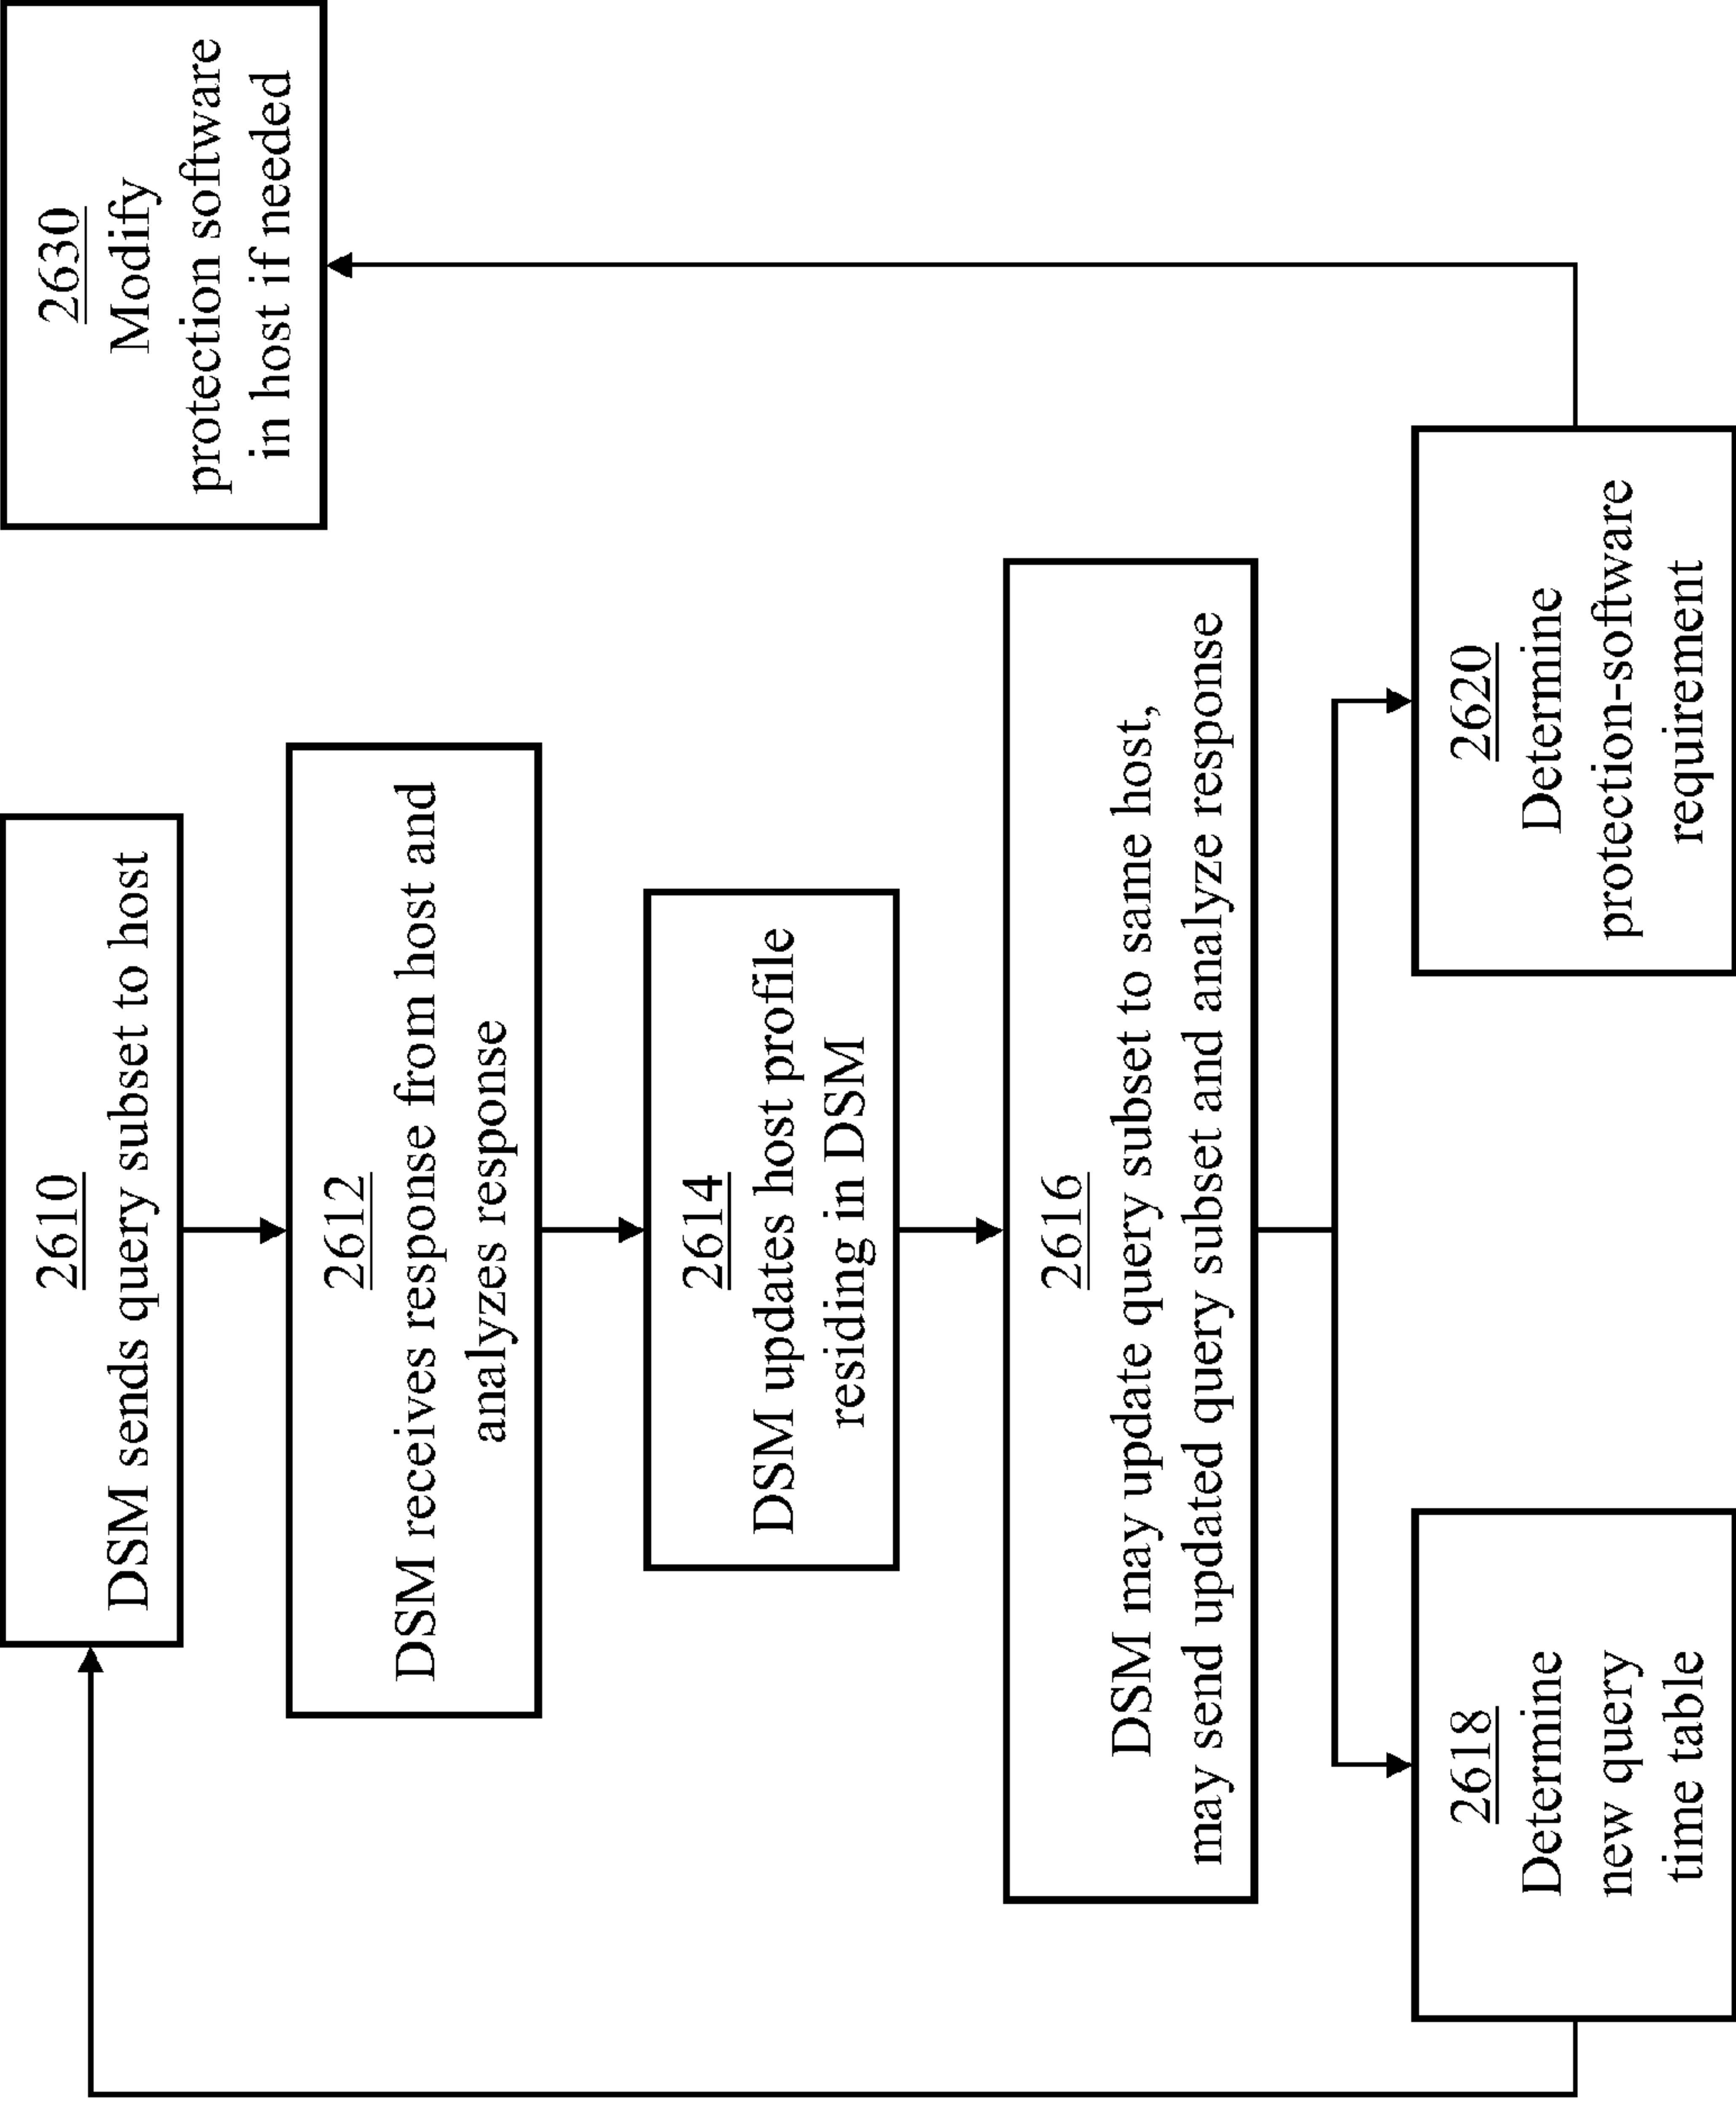 2610
DSM sends query subset to host
2612
DSM receives response from host and
analyzes response
2614
DSM updates host profile
residing in DSM
2616
DSM may update query subset to same host,
may send updated query subset and analyze response
2618
Determine
new query
time table
2620
Determine
protection-software
requirement
2630
Modify
protection software
in host if needed